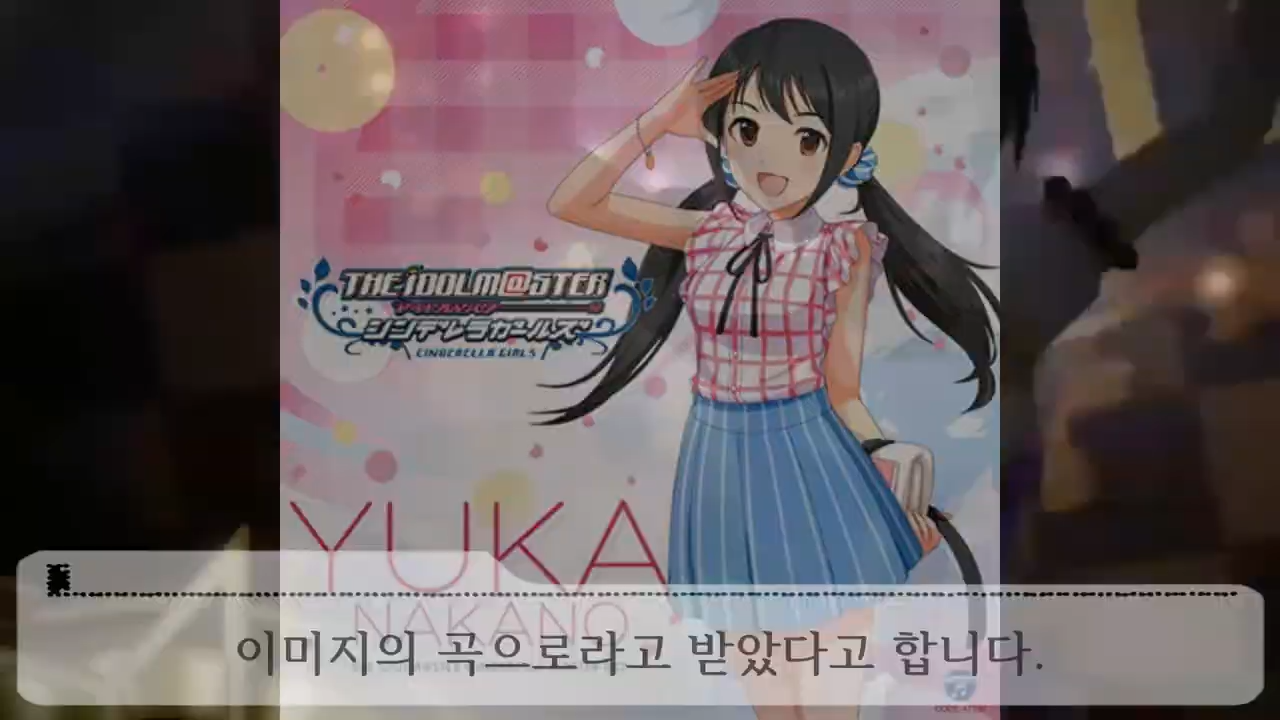 THE iDOLM@STER
シンデレラガールズ
CINDERELLA GIRLS
YUKA
NAKANO
이미지의 곡으로라고 받았다고 합니다.